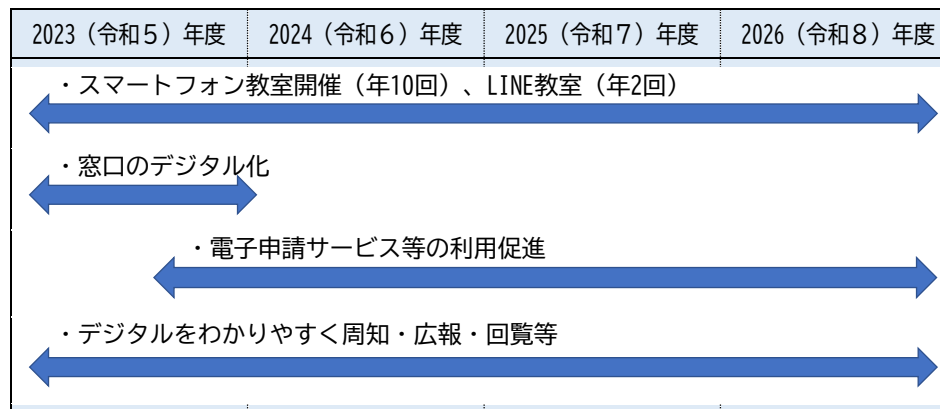 2023（令和５）年度 2024（令和６）年度 2025（令和７）年度 2026（令和８）年度
・スマートフォン教室開催（年10回）、LINE教室（年2回）
・窓口のデジタル化
・電子申請サービス等の利用促進
・デジタルをわかりやすく周知・広報・回覧等